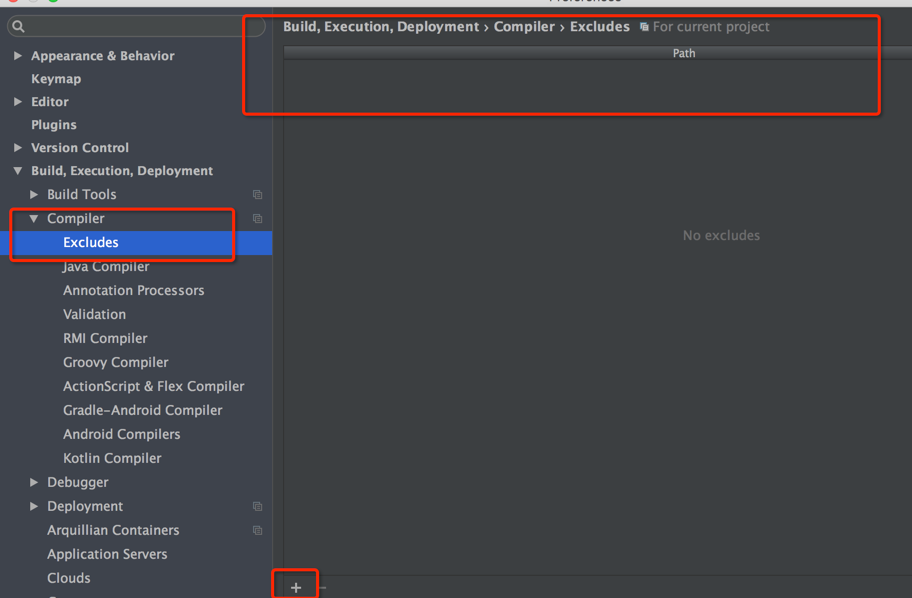 Preferences
Build, Execution, Deployment › Compiler › Excludes For current project
Path
No excludes
Appearance & Behavior
Keymap
Editor
Plugins
Version Control
Build, Execution, Deployment
Build Tools
Compiler
Excludes
Java Compiler
Annotation Processors
Validation
RMI Compiler
Groovy Compiler
ActionScript & Flex Compiler
Gradle-Android Compiler
Android Compilers
Kotlin Compiler
Debugger
Deployment
Arquillian Containers
Application Servers
Clouds